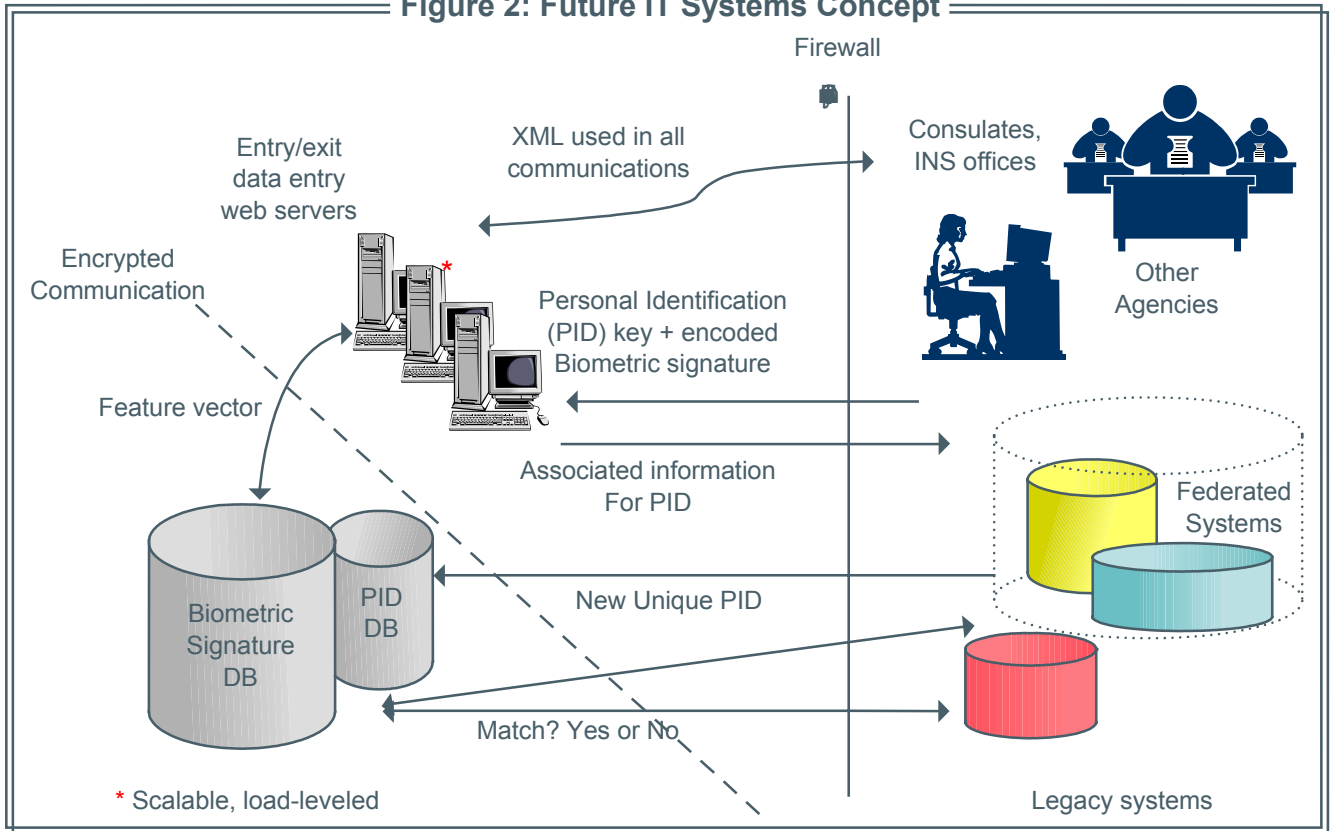 Figure 2: Future IT Systems Concept
Firewall
Entry/exit
data entry
web servers
XML used in all
communications
Consulates,
INS offices
Other
Agencies
Encrypted
Communication
*
Personal Identification
(PID) key + encoded
Biometric signature
Feature vector
Associated information
For PID
Federated
Systems
New Unique PID
PID
DB
Biometric
Signature
DB
Match? Yes or No
* Scalable, load-leveled
Legacy systems